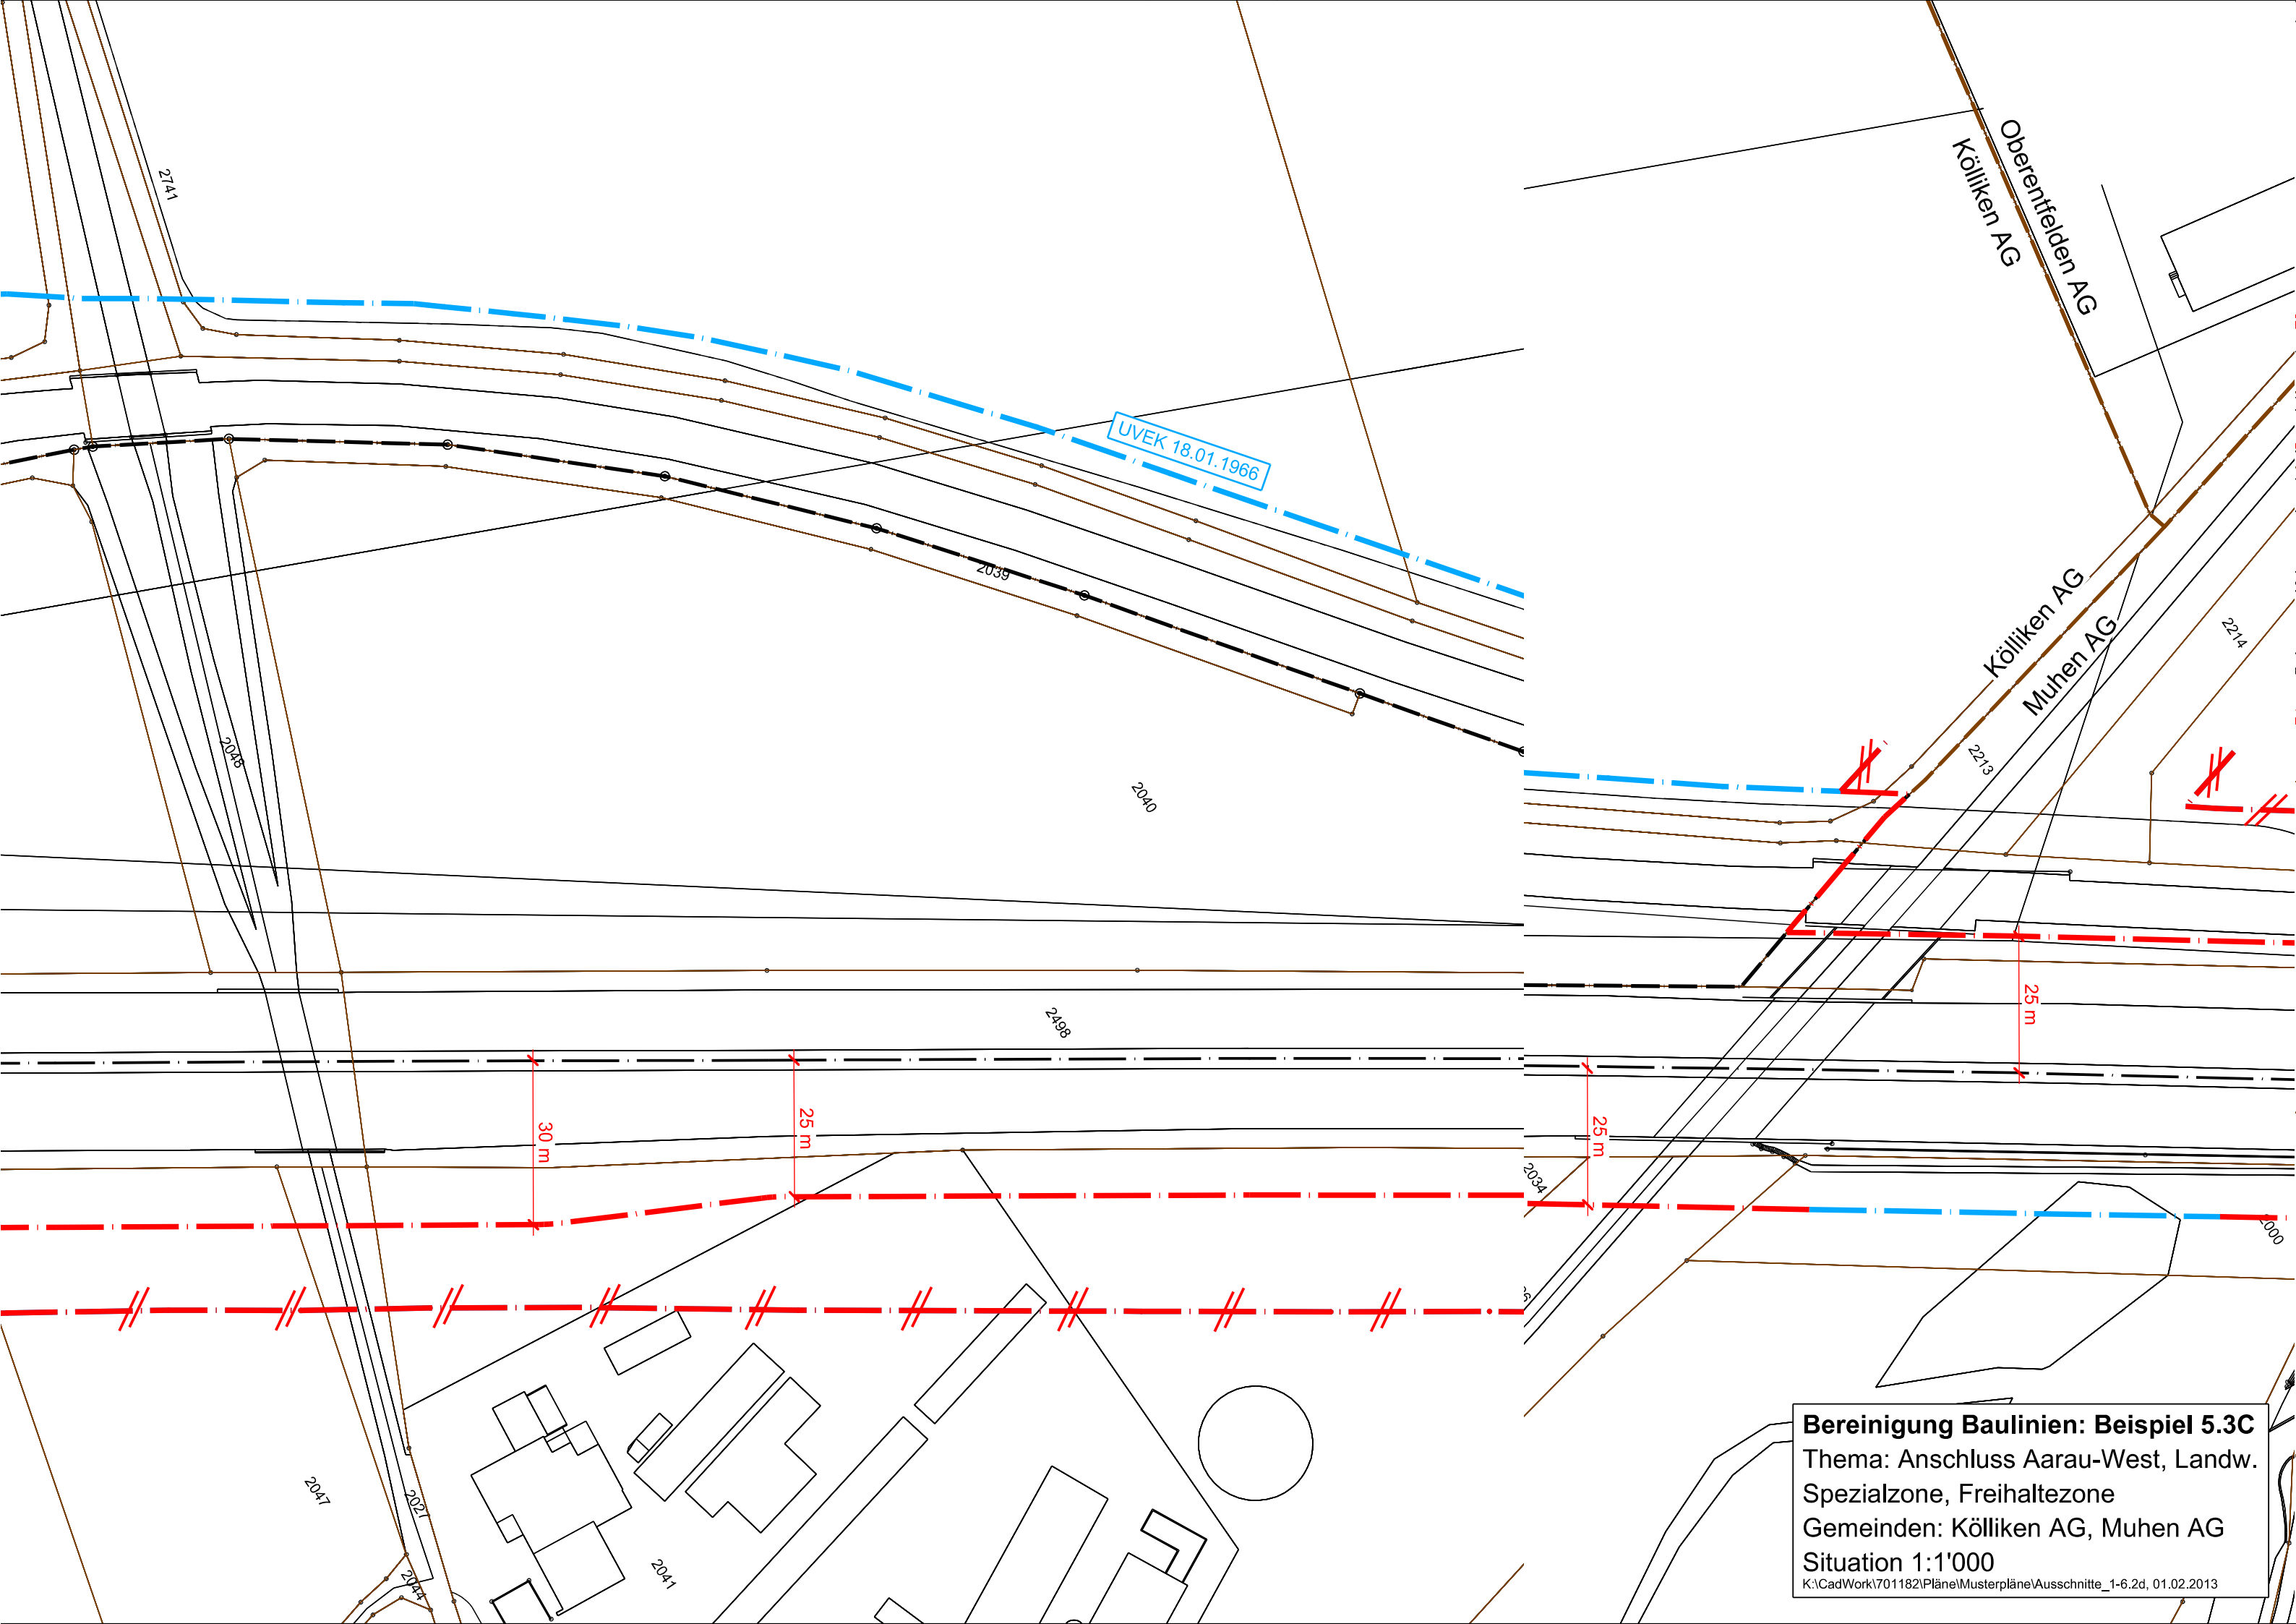 2741
Oberentfelden AG
Kölliken AG
UVEK 18.01.1966
2039
Kölliken AG
Muhen AG
2214
2213
2048
2040
2498
25 m
30 m
25 m
25 m
2034
2047
2027
2041
2044
Bereinigung Baulinien: Beispiel 5.3C
Thema: Anschluss Aarau-West, Landw.
Spezialzone, Freihaltezone
Gemeinden: Kölliken AG, Muhen AG
Situation 1:1'000
K:\CadWork\701182\Pläne\Musterpläne\Ausschnitte_1-6.2d, 01.02.2013